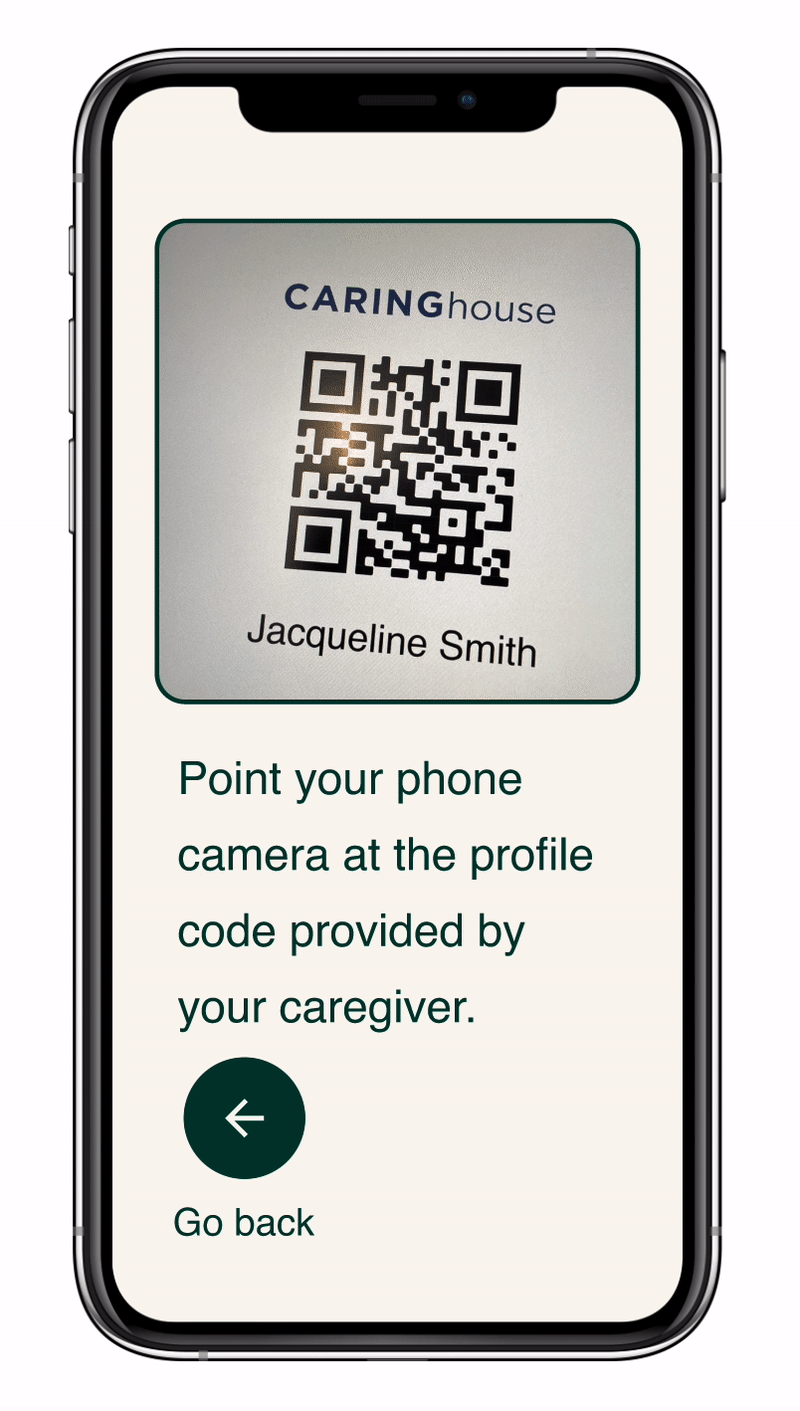 CARINGhouse
Jacqueline Smith
Point your phone
camera at the profile
code provided by
your caregiver.
Go back